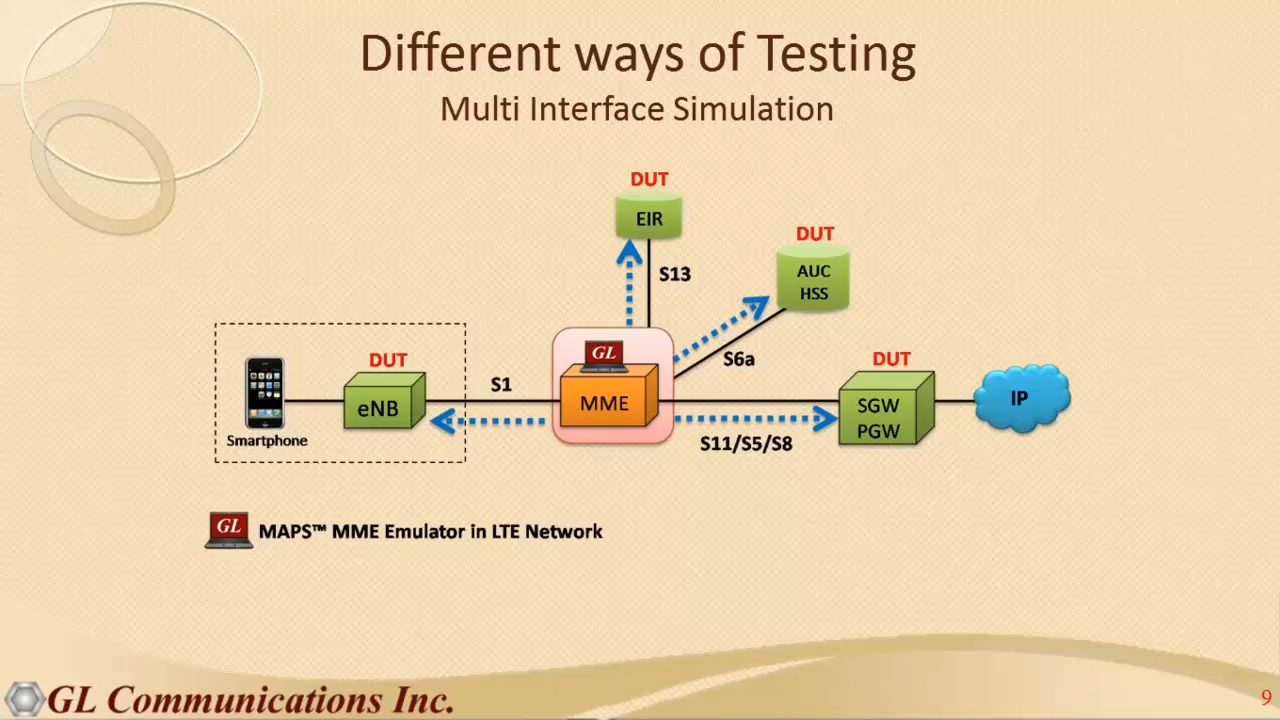 Different ways of Testing
Multi Interface Simulation
DUT
EIR
DUT
S13
AUC
HSS
GL
S6a
DUT
DUT
S1
eNB
MME
SGW
PGW
IP
Smartphone
S11/S5/S8
GL MAPS™ MME Emulator in LTE Network
GL Communications Inc.
9